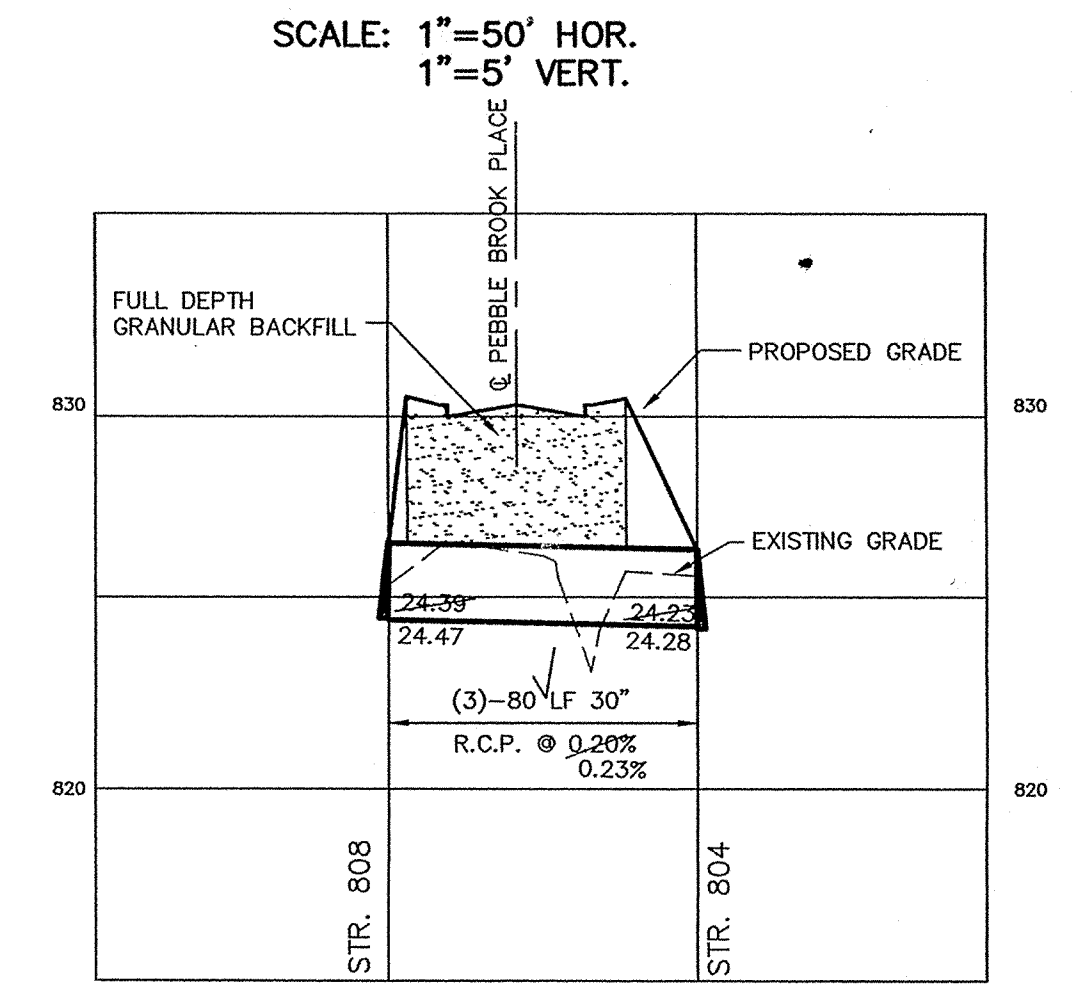 SCALE: 1"=50' HOR.
1"=5' VERT.
℄ PEBBLE BROOK PLACE
FULL DEPTH
GRANULAR BACKFILL
PROPOSED GRADE
830
830
EXISTING GRADE
24.39
24.23
24.47
24.28
(3)-80 LF 30"
R.C.P. @ 0.20%
0.23%
820
820
STR. 808
STR. 804